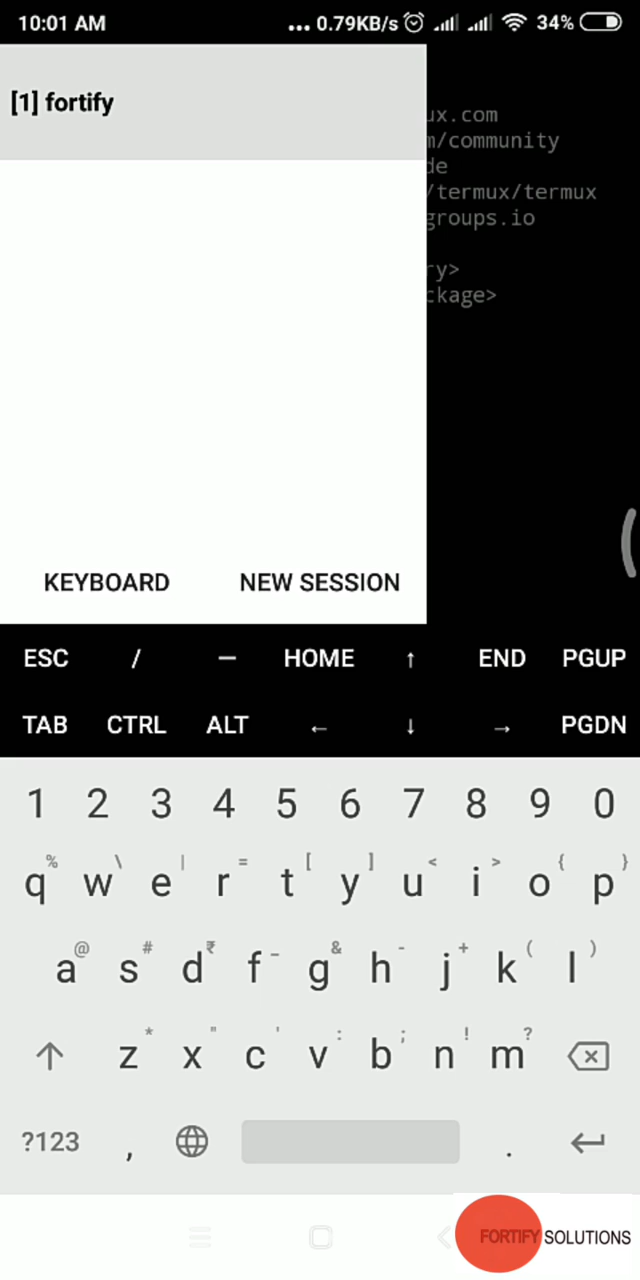 10:01 AM ... 0.79KB/s 34%
[1] fortify
ux.com
/community
de
/termux/termux
groups.io
ry>
ckage>
KEYBOARD NEW SESSION
ESC / — HOME ↑ END PGUP
TAB CTRL ALT ← ↓ → PGDN
1 2 3 4 5 6 7 8 9 0
% \ | = [ ] < > { }
q w e r t y u i o p
@ # ₹ - & - + ( )
a s d f g h j k l
* " ' : ; ! ?
z x c v b n m
?123 , .
FORTIFY SOLUTIONS